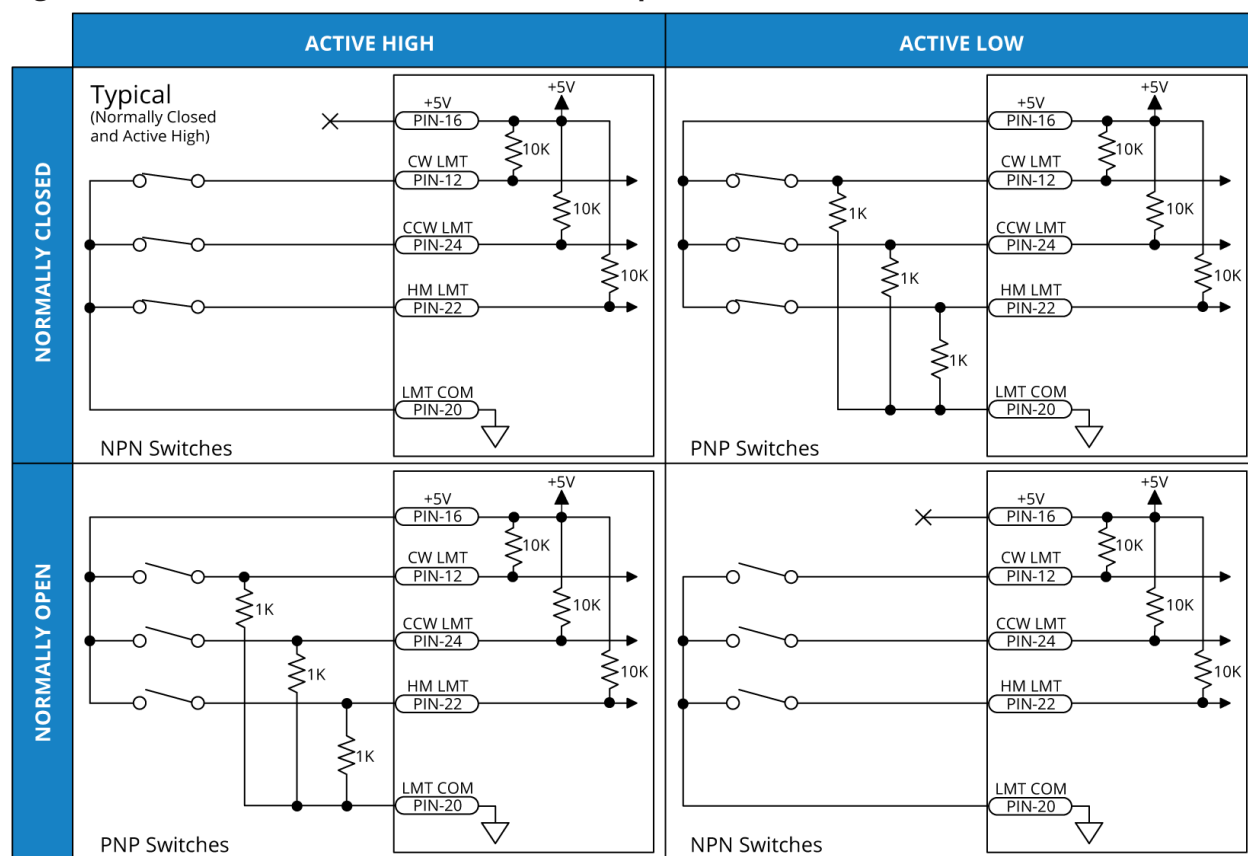 ACTIVE HIGH
ACTIVE LOW
NORMALLY CLOSED
Typical
(Normally Closed
and Active High)
+5V
+5V
PIN-16
10K
CW LMT
PIN-12
10K
CCW LMT
PIN-24
10K
HM LMT
PIN-22
LMT COM
PIN-20
NPN Switches
+5V
+5V
PIN-16
10K
CW LMT
PIN-12
1K
10K
CCW LMT
PIN-24
1K
10K
HM LMT
PIN-22
1K
LMT COM
PIN-20
PNP Switches
NORMALLY OPEN
+5V
+5V
PIN-16
10K
CW LMT
PIN-12
1K
10K
CCW LMT
PIN-24
1K
10K
HM LMT
PIN-22
1K
LMT COM
PIN-20
PNP Switches
+5V
+5V
PIN-16
10K
CW LMT
PIN-12
10K
CCW LMT
PIN-24
10K
HM LMT
PIN-22
LMT COM
PIN-20
NPN Switches